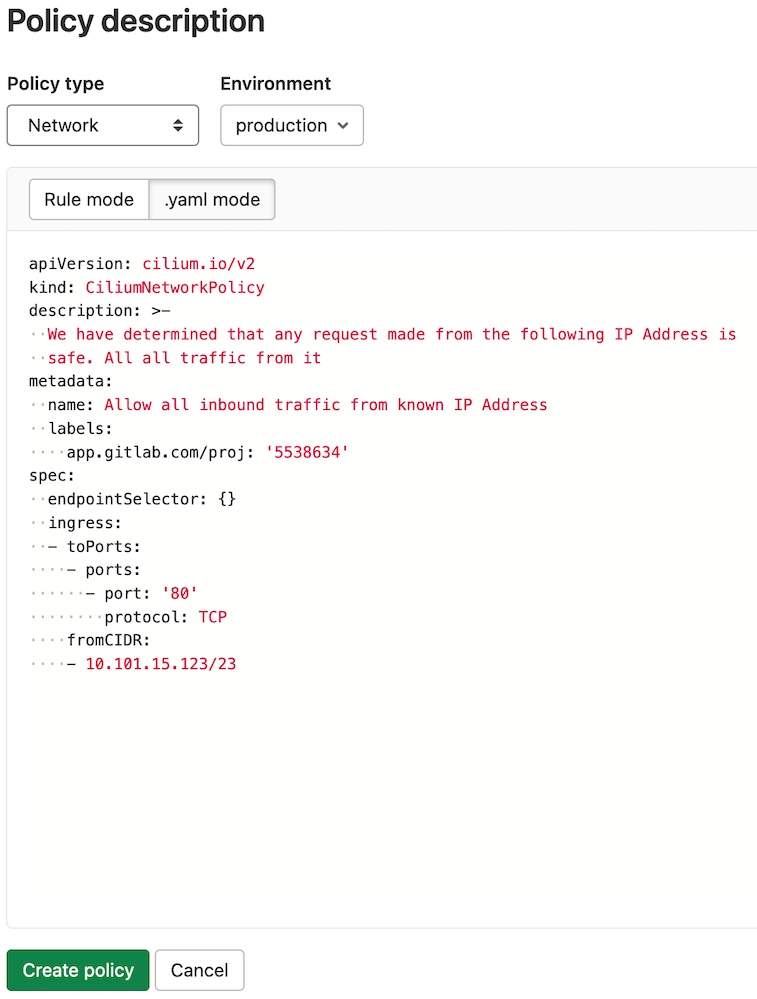 Policy description
Policy type
Environment
Network
production
Rule mode
.yaml mode
apiVersion: cilium.io/v2
kind: CiliumNetworkPolicy
description: >-
  We have determined that any request made from the following IP Address is
  safe. All all traffic from it
metadata:
  name: Allow all inbound traffic from known IP Address
  labels:
    app.gitlab.com/proj: '5538634'
spec:
  endpointSelector: {}
  ingress:
  - toPorts:
    - ports:
      - port: '80'
        protocol: TCP
    fromCIDR:
    - 10.101.15.123/23
Create policy
Cancel